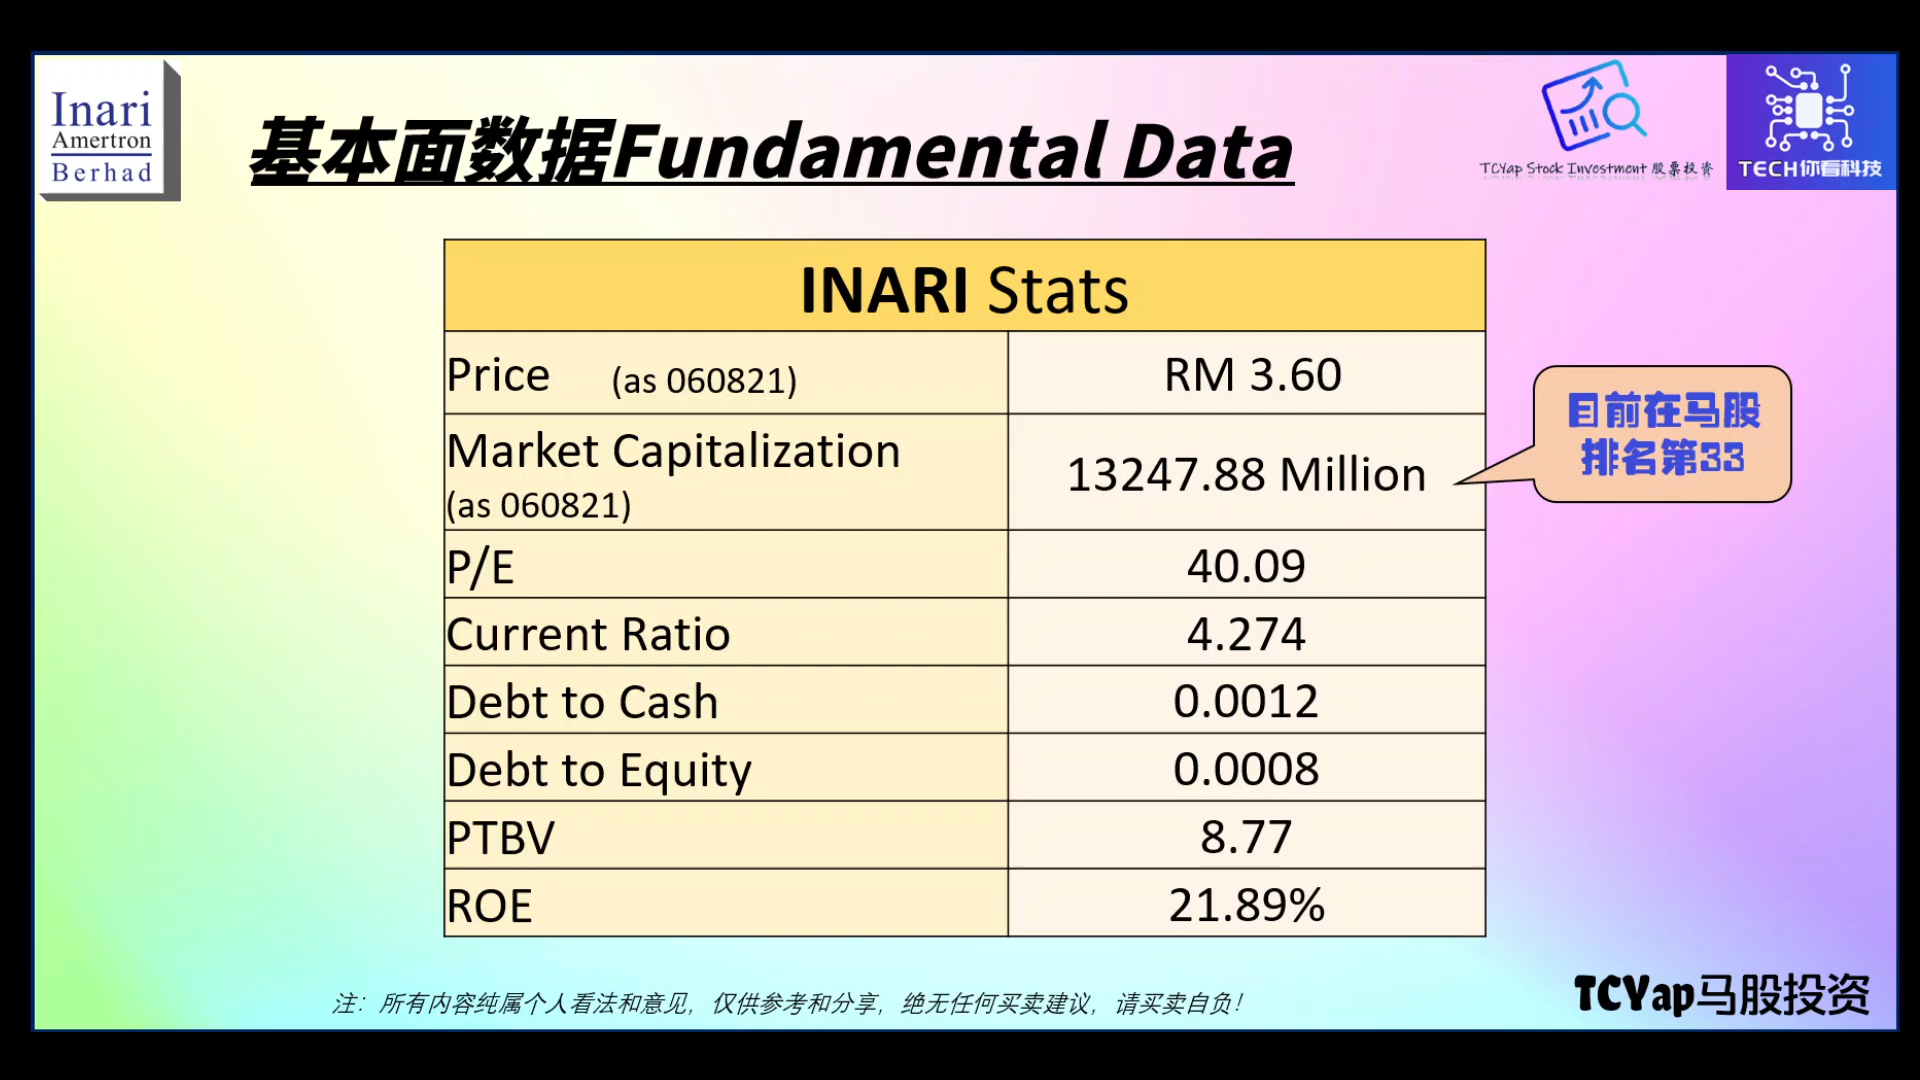 Inari
Amertron
Berhad
基本面数据Fundamental Data
TCYap Stock Investment 股票投资
TECH你看科技
INARI Stats
Price (as 060821) RM 3.60
Market Capitalization
(as 060821)
13247.88 Million
目前在马股
排名第33
P/E 40.09
Current Ratio 4.274
Debt to Cash 0.0012
Debt to Equity 0.0008
PTBV 8.77
ROE 21.89%
注：所有内容纯属个人看法和意见，仅供参考和分享，绝无任何买卖建议，请买卖自负！
TCYap马股投资